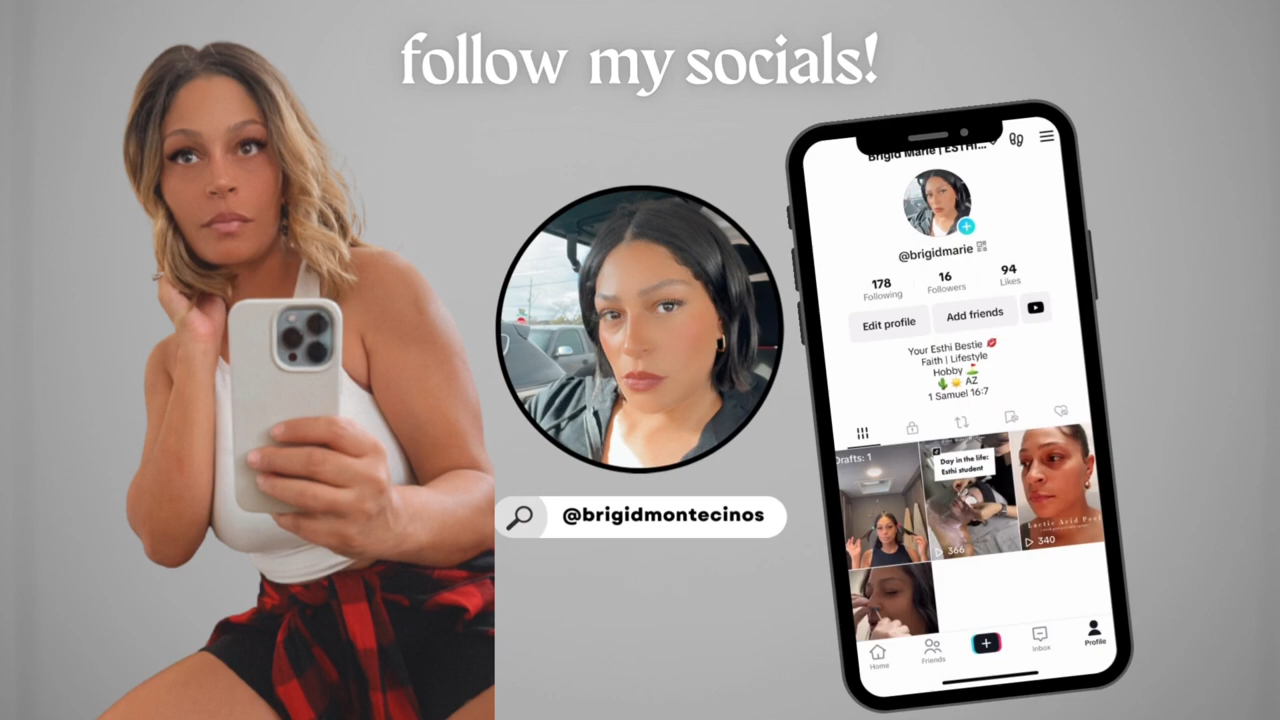 follow my socials!
@brigidmontecinos
Brigid Marie | ESTHI...
@brigidmarie
178 16 94
Following Followers Likes
Edit profile Add friends
Your Esthi Bestie 💋
Faith | Lifestyle
Hobby ⛳
🌵 ☀️ AZ
1 Samuel 16:7
Drafts: 1
Day in the life:
Esthi student
366
Lactic Acid Peel
340
Home Friends Inbox Profile